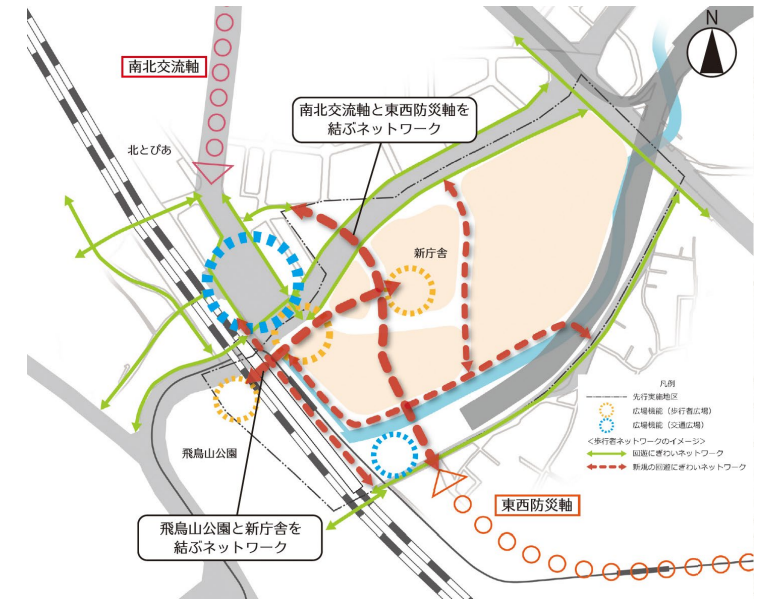 N
南北交流軸
南北交流軸と東西防災軸を
結ぶネットワーク
北とぴあ
新庁舎
凡例
先行実施地区
広場機能（歩行者広場）
広場機能（交通広場）
<歩行者ネットワークのイメージ>
回遊にぎわいネットワーク
新規の回遊にぎわいネットワーク
飛鳥山公園
東西防災軸
飛鳥山公園と新庁舎を
結ぶネットワーク